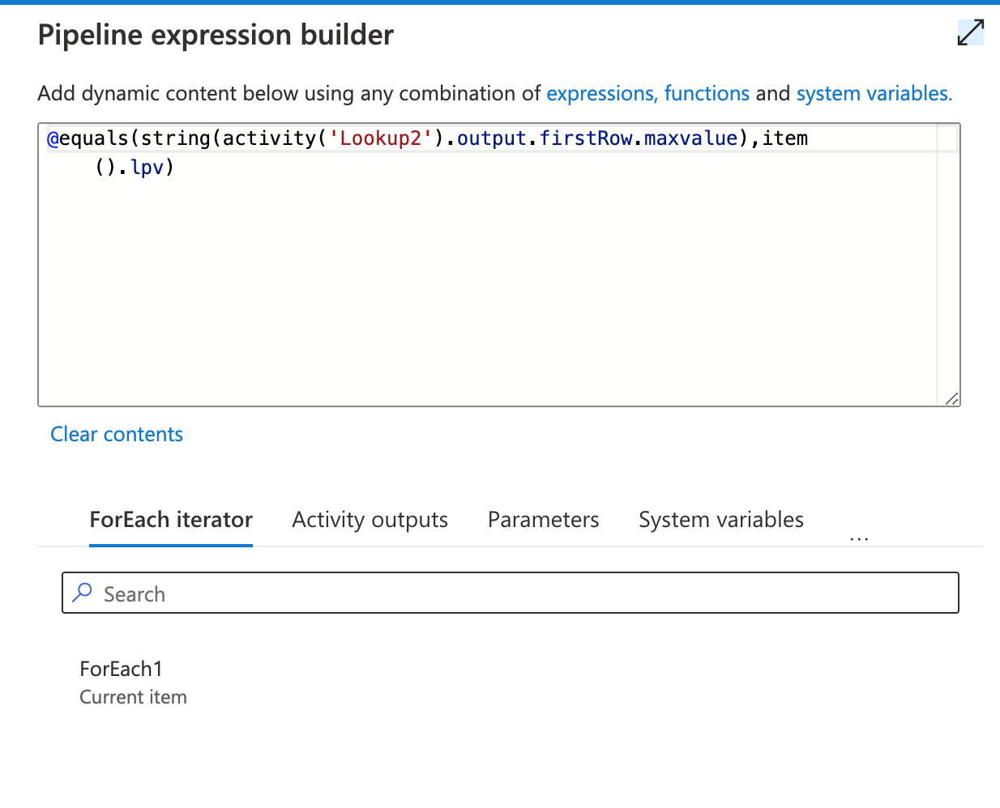 Pipeline expression builder
Add dynamic content below using any combination of expressions, functions and system variables.
@equals(string(activity('Lookup2').output.firstRow.maxvalue),item
().lpv)
Clear contents
ForEach iterator Activity outputs Parameters System variables ...
Search
ForEach1
Current item